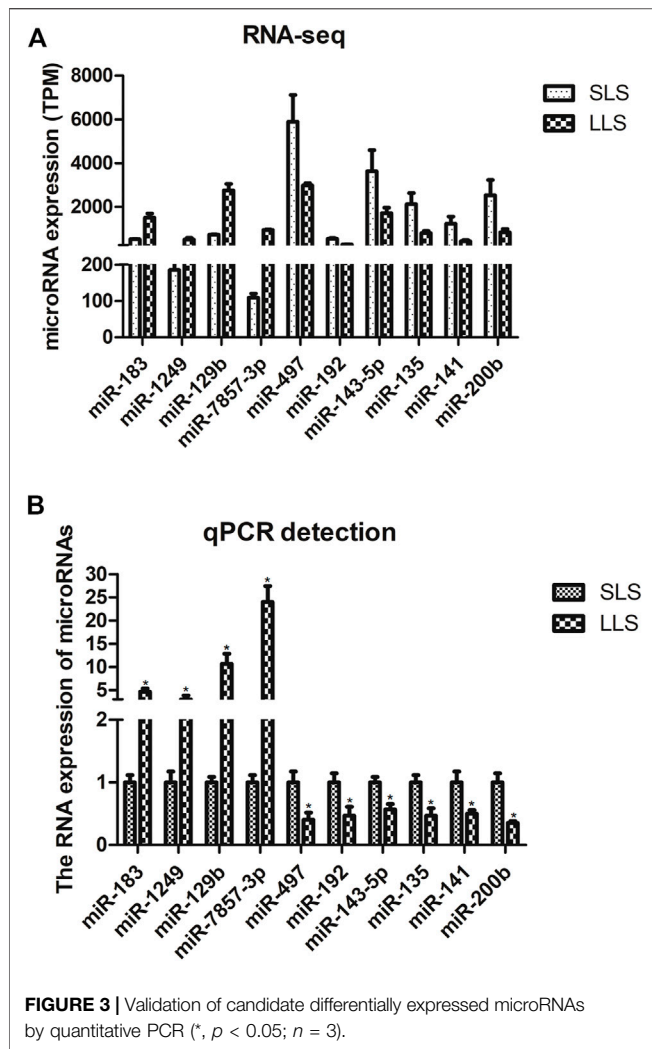 A
RNA-seq
microRNA expression (TPM)
8000
6000
4000
2000
200
100
0
SLS
LLS
miR-183
miR-1249
miR-129b
miR-7857-3p
miR-497
miR-192
miR-143-5p
miR-135
miR-141
miR-200b
B
qPCR detection
The RNA expression of microRNAs
30
25
20
15
10
5
2
1
0
* * * * * * * * * *
SLS
LLS
miR-183
miR-1249
miR-129b
miR-7857-3p
miR-497
miR-192
miR-143-5p
miR-135
miR-141
miR-200b
FIGURE 3 | Validation of candidate differentially expressed microRNAs
by quantitative PCR (*, p < 0.05; n = 3).